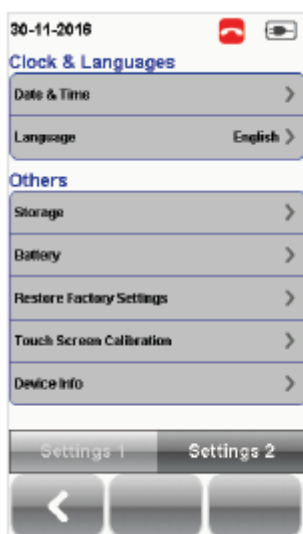 30-11-2016
Clock & Languages
Date & Time
Language English
Others
Storage
Battery
Restore Factory Settings
Touch Screen Calibration
Device Info
Settings 1 Settings 2